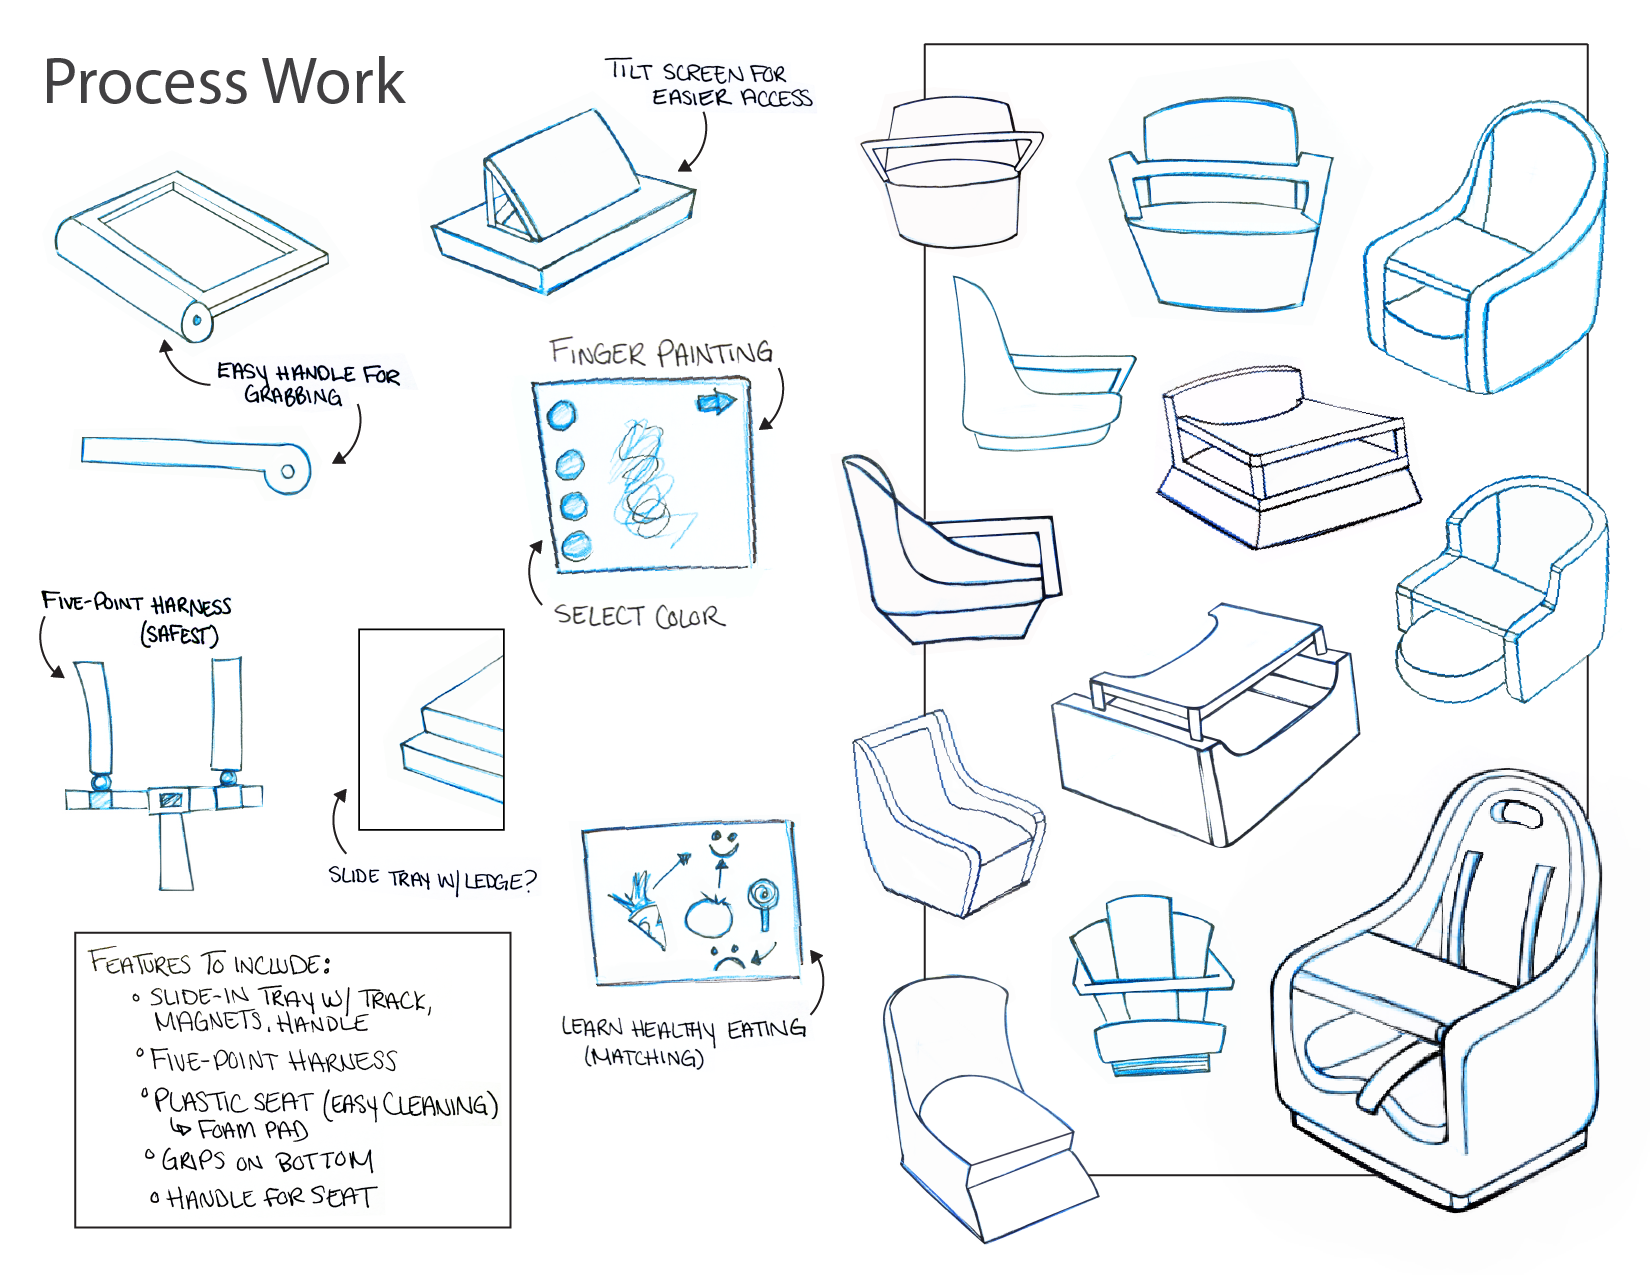 Process Work
TILT SCREEN FOR
EASIER ACCESS
EASY HANDLE FOR
GRABBING
FINGER PAINTING
SELECT COLOR
FIVE-POINT HARNESS
(SAFEST)
SLIDE TRAY W/ LEDGE?
LEARN HEALTHY EATING
(MATCHING)
FEATURES TO INCLUDE:
SLIDE-IN TRAY W/ TRACK,
MAGNETS, HANDLE
FIVE-POINT HARNESS
PLASTIC SEAT (EASY CLEANING)
FOAM PAD
GRIPS ON BOTTOM
HANDLE FOR SEAT